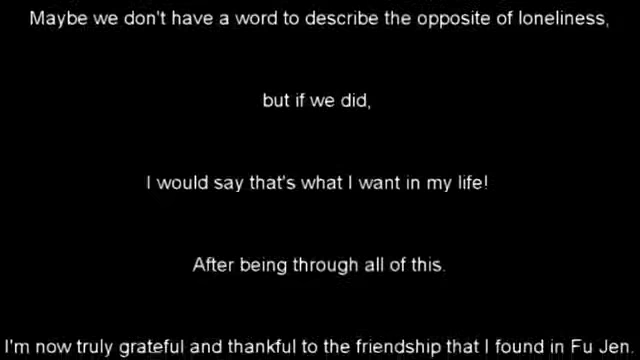 Maybe we don't have a word to describe the opposite of loneliness,
but if we did,
I would say that's what I want in my life!
After being through all of this.
I'm now truly grateful and thankful to the friendship that I found in Fu Jen.